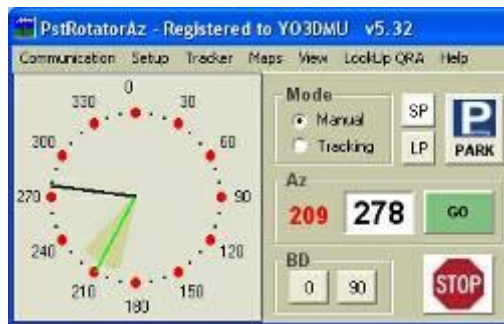 PstRotatorAz - Registered to YO3DMU v5.32
Communication Setup Tracker Maps View LookUp QRA Help
0
330 30
300 60
270 90
240 120
210 150
180
Mode
Manual
Tracking
SP
LP
P
PARK
Az
209 278 GO
BD
0 90
STOP